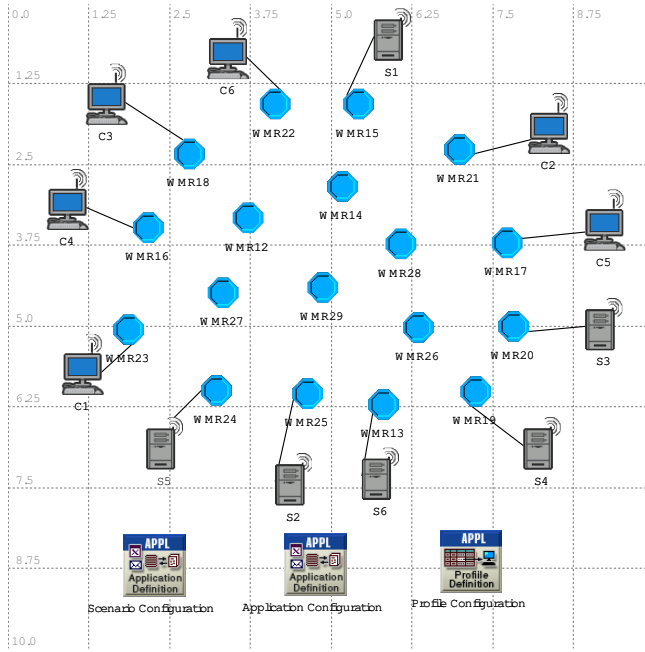 0.0 1.25 2.5 3.75 5.0 6.25 7.5 8.75
C6
S1
1.25
C3
WMR22
WMR15
C2
WMR18
WMR21
2.5
C4
WMR14
WMR16
WMR12
C5
3.75
WMR28
WMR17
WMR27
WMR29
5.0
WMR23
WMR26
WMR20
S3
C1
6.25
WMR24
WMR25
WMR13
WMR19
S5
S4
7.5
S2
S6
APPL
Application
Definition
APPL
Application
Definition
APPL
Profile
Definition
8.75
Scenario Configuration
Application Configuration
Profile Configuration
10.0